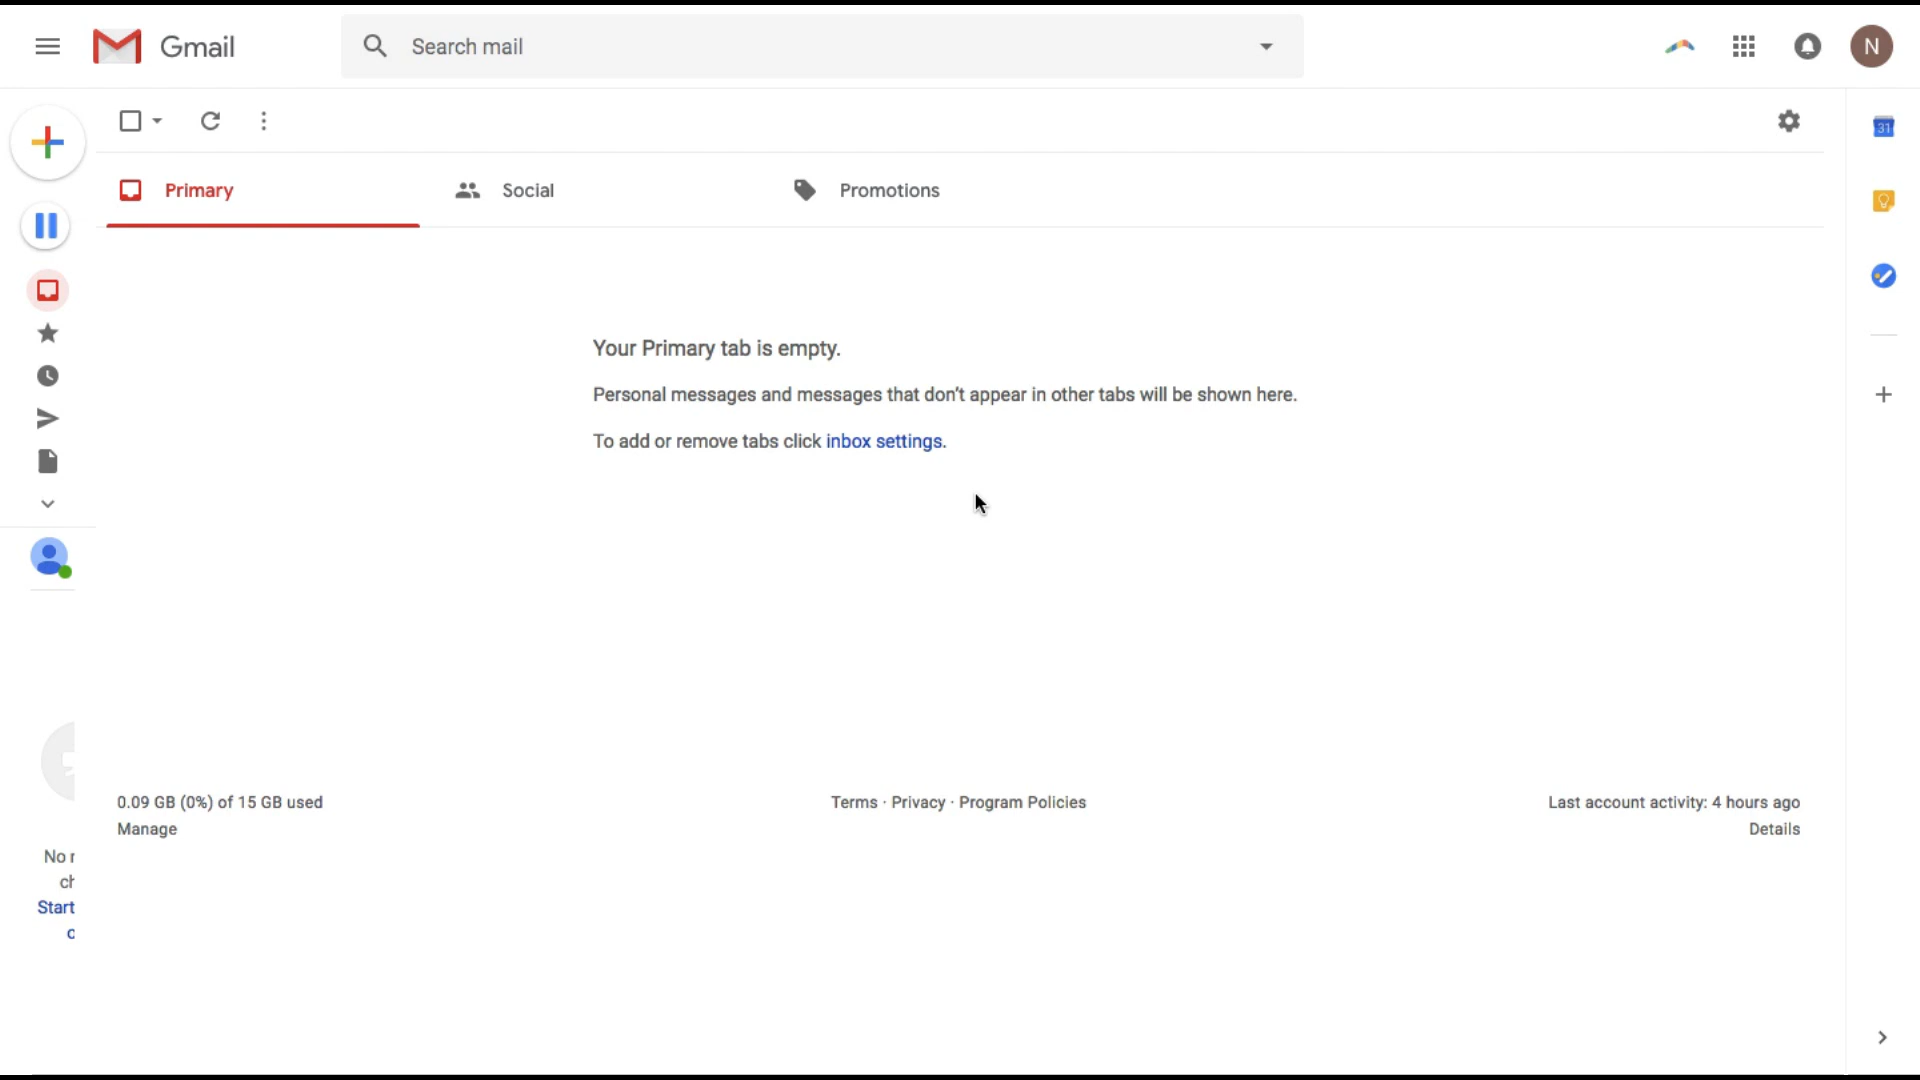 Gmail
Search mail
N
Primary
Social
Promotions
31
Your Primary tab is empty.
Personal messages and messages that don't appear in other tabs will be shown here.
To add or remove tabs click inbox settings.
0.09 GB (0%) of 15 GB used
Manage
Terms · Privacy · Program Policies
Last account activity: 4 hours ago
Details
No
Start